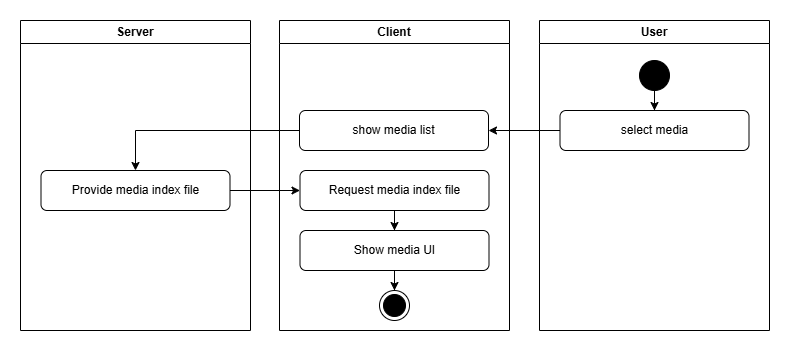 Server
Client
User
show media list
select media
Provide media index file
Request media index file
Show media UI